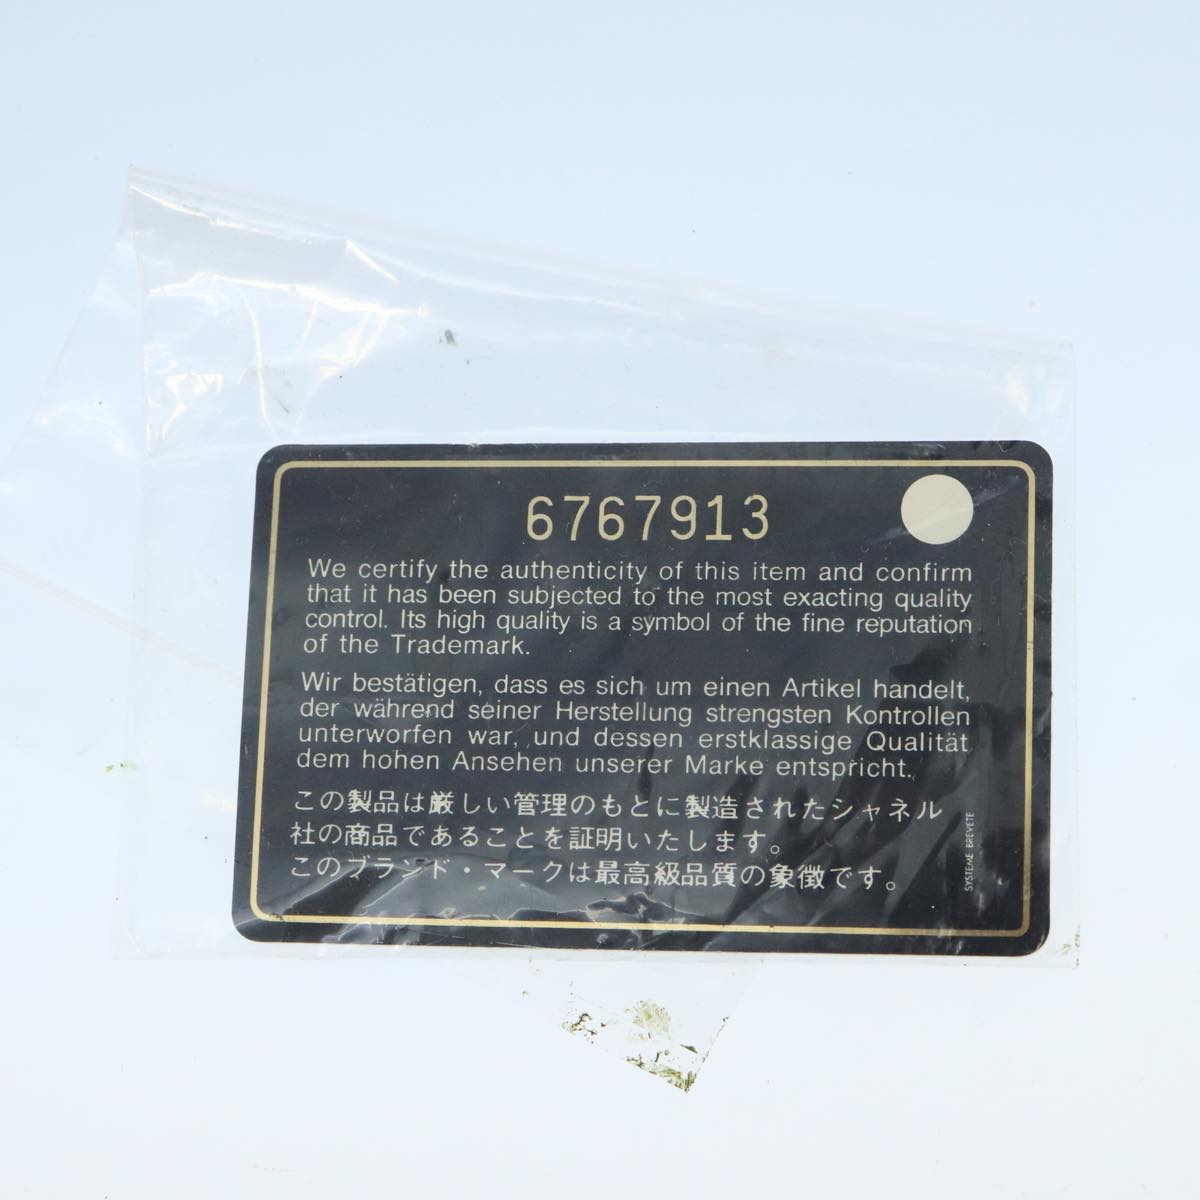 6767913
We certify the authenticity of this item and confirm
that it has been subjected to the most exacting quality
control. Its high quality is a symbol of the fine reputation
of the Trademark.
Wir bestätigen, dass es sich um einen Artikel handelt,
der während seiner Herstellung strengsten Kontrollen
unterworfen war, und dessen erstklassige Qualität
dem hohen Ansehen unserer Marke entspricht.
この製品は厳しい管理のもとに製造されたシャネル
社の商品であることを証明いたします。
このブランド・マークは最高級品質の象徴です。
SYSTEME BREVETE